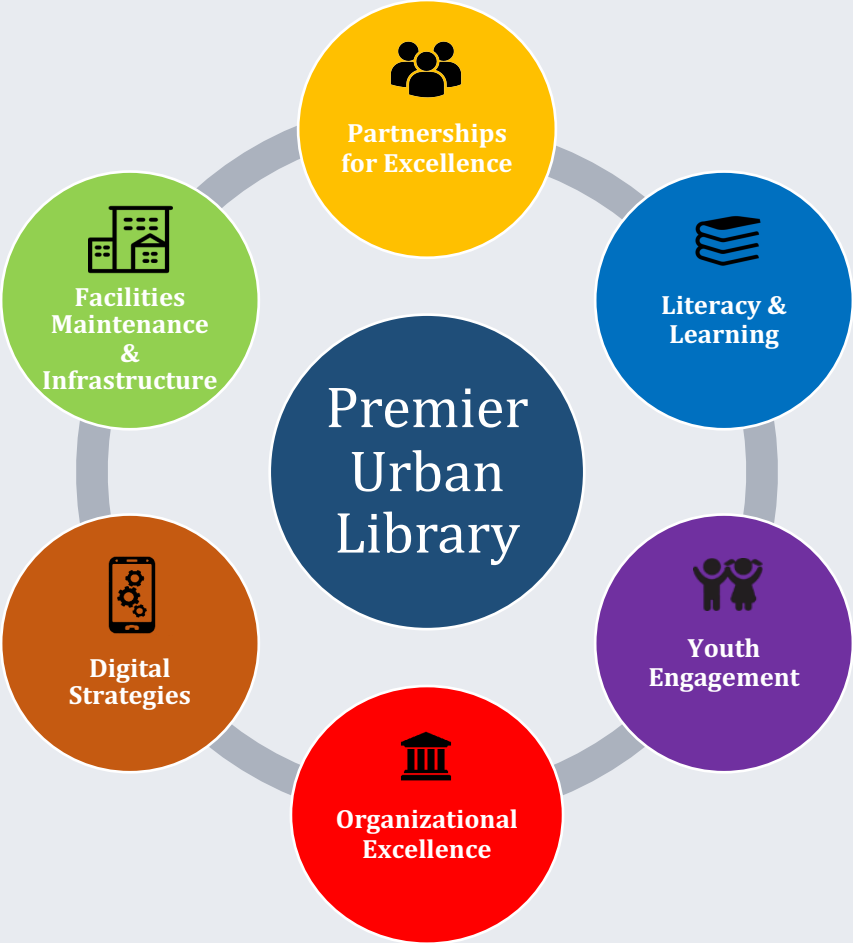 Partnerships
for Excellence
Literacy &
Learning
Youth
Engagement
Organizational
Excellence
Digital
Strategies
Facilities
Maintenance
&
Infrastructure
Premier
Urban
Library